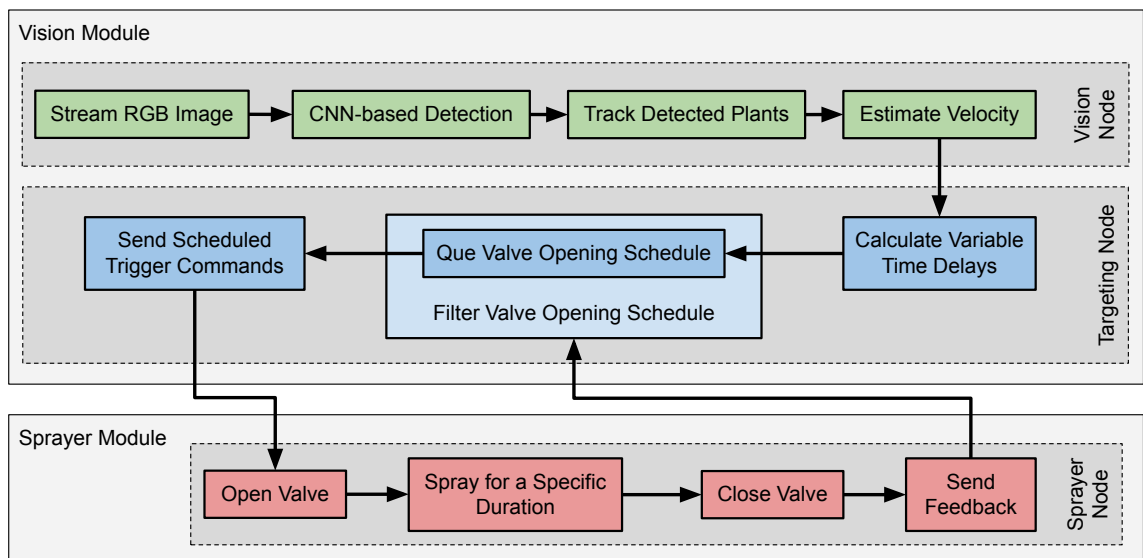 Vision Module
Stream RGB Image
CNN-based Detection
Track Detected Plants
Estimate Velocity
Vision
Node
Send Scheduled
Trigger Commands
Que Valve Opening Schedule
Filter Valve Opening Schedule
Calculate Variable
Time Delays
Targeting Node
Sprayer Module
Open Valve
Spray for a Specific
Duration
Close Valve
Send
Feedback
Sprayer
Node